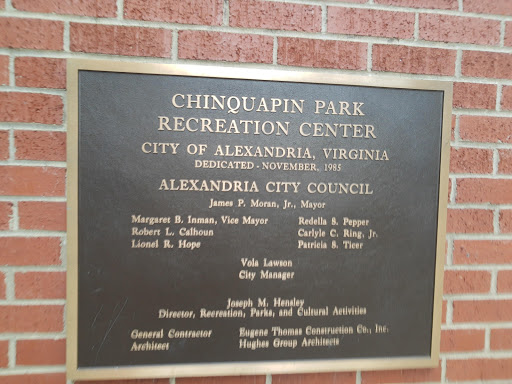 CHINQUAPIN PARK
RECREATION CENTER
CITY OF ALEXANDRIA, VIRGINIA
DEDICATED - NOVEMBER, 1985
ALEXANDRIA CITY COUNCIL
James P. Moran, Jr., Mayor
Margaret B. Inman, Vice Mayor Redella S. Pepper
Robert L. Calhoun Carlyle C. Ring, Jr.
Lionel R. Hope Patricia S. Ticer
Vola Lawson
City Manager
Joseph M. Hensley
Director, Recreation, Parks, and Cultural Activities
General Contractor Eugene Thomas Construction Co., Inc.
Architect Hughes Group Architects